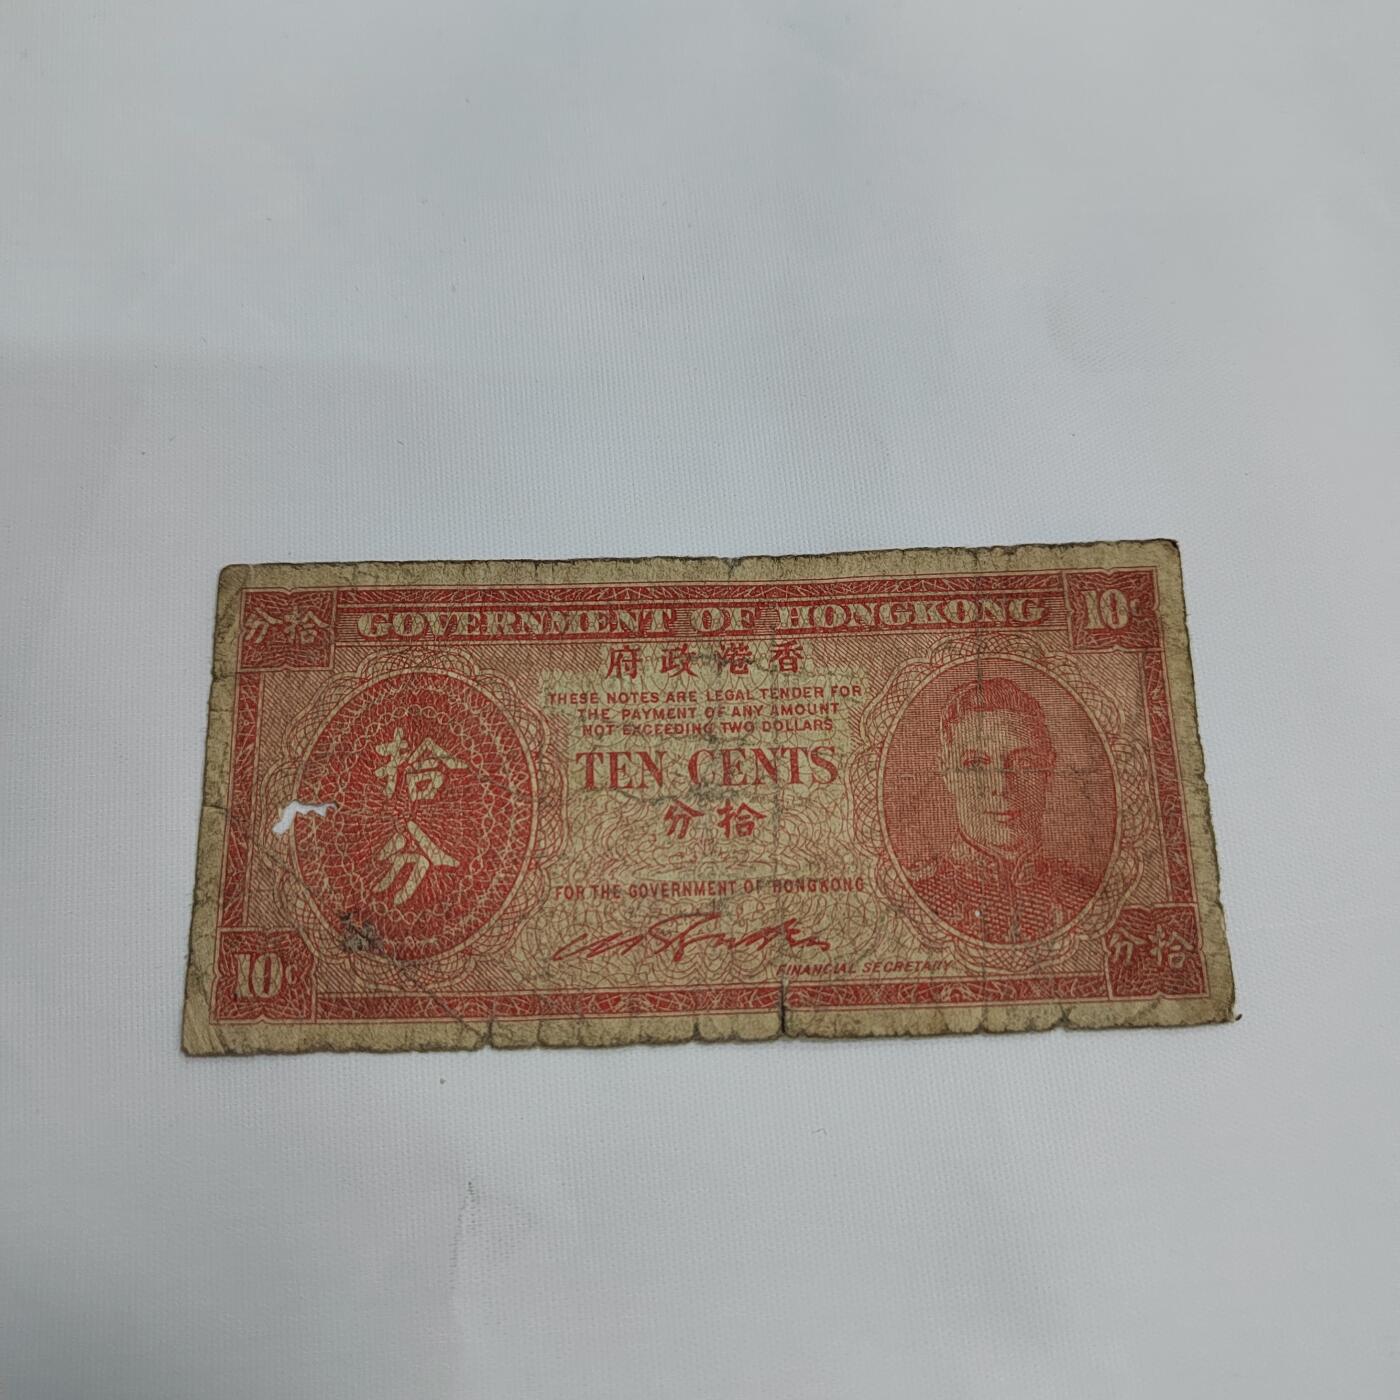 分拾 GOVERNMENT OF HONGKONG 10¢
府政港香
THESE NOTES ARE LEGAL TENDER FOR
THE PAYMENT OF ANY AMOUNT
NOT EXCEEDING TWO DOLLARS
拾分
TEN CENTS
分拾
FOR THE GOVERNMENT OF HONGKONG
FINANCIAL SECRETARY
10¢ 分拾